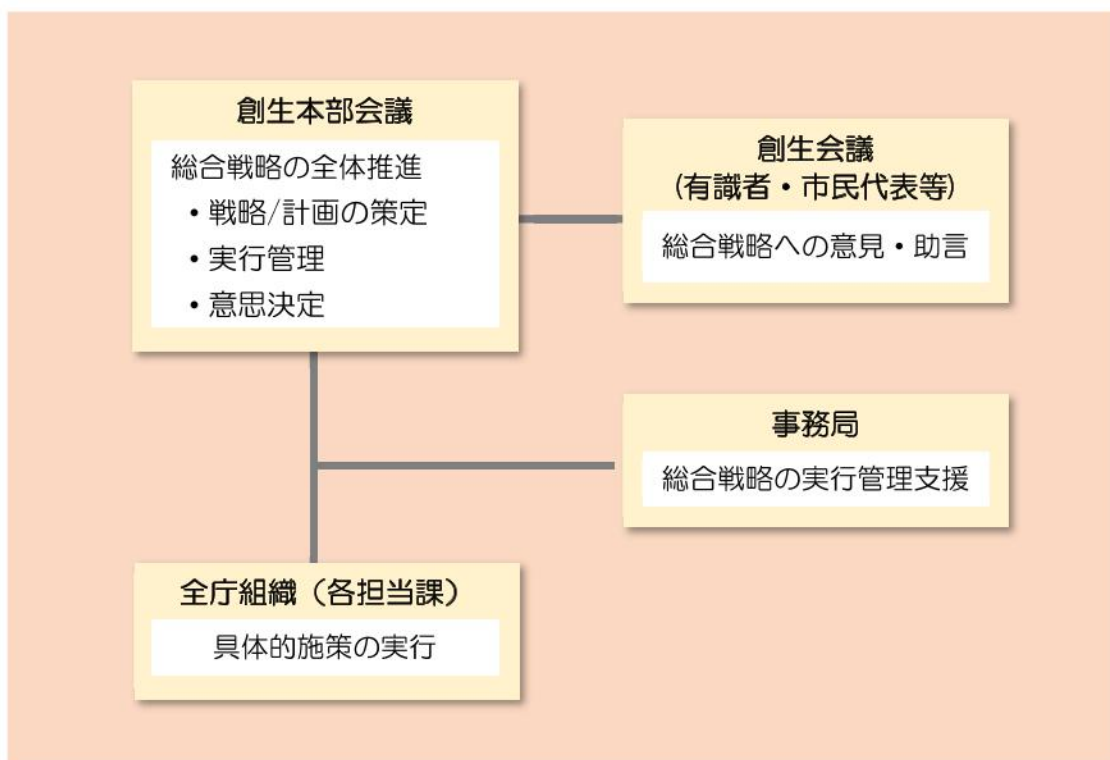 創生本部会議
総合戦略の全体推進
・戦略/計画の策定
・実行管理
・意思決定
創生会議
(有識者・市民代表等)
総合戦略への意見・助言
事務局
総合戦略の実行管理支援
全庁組織（各担当課）
具体的施策の実行